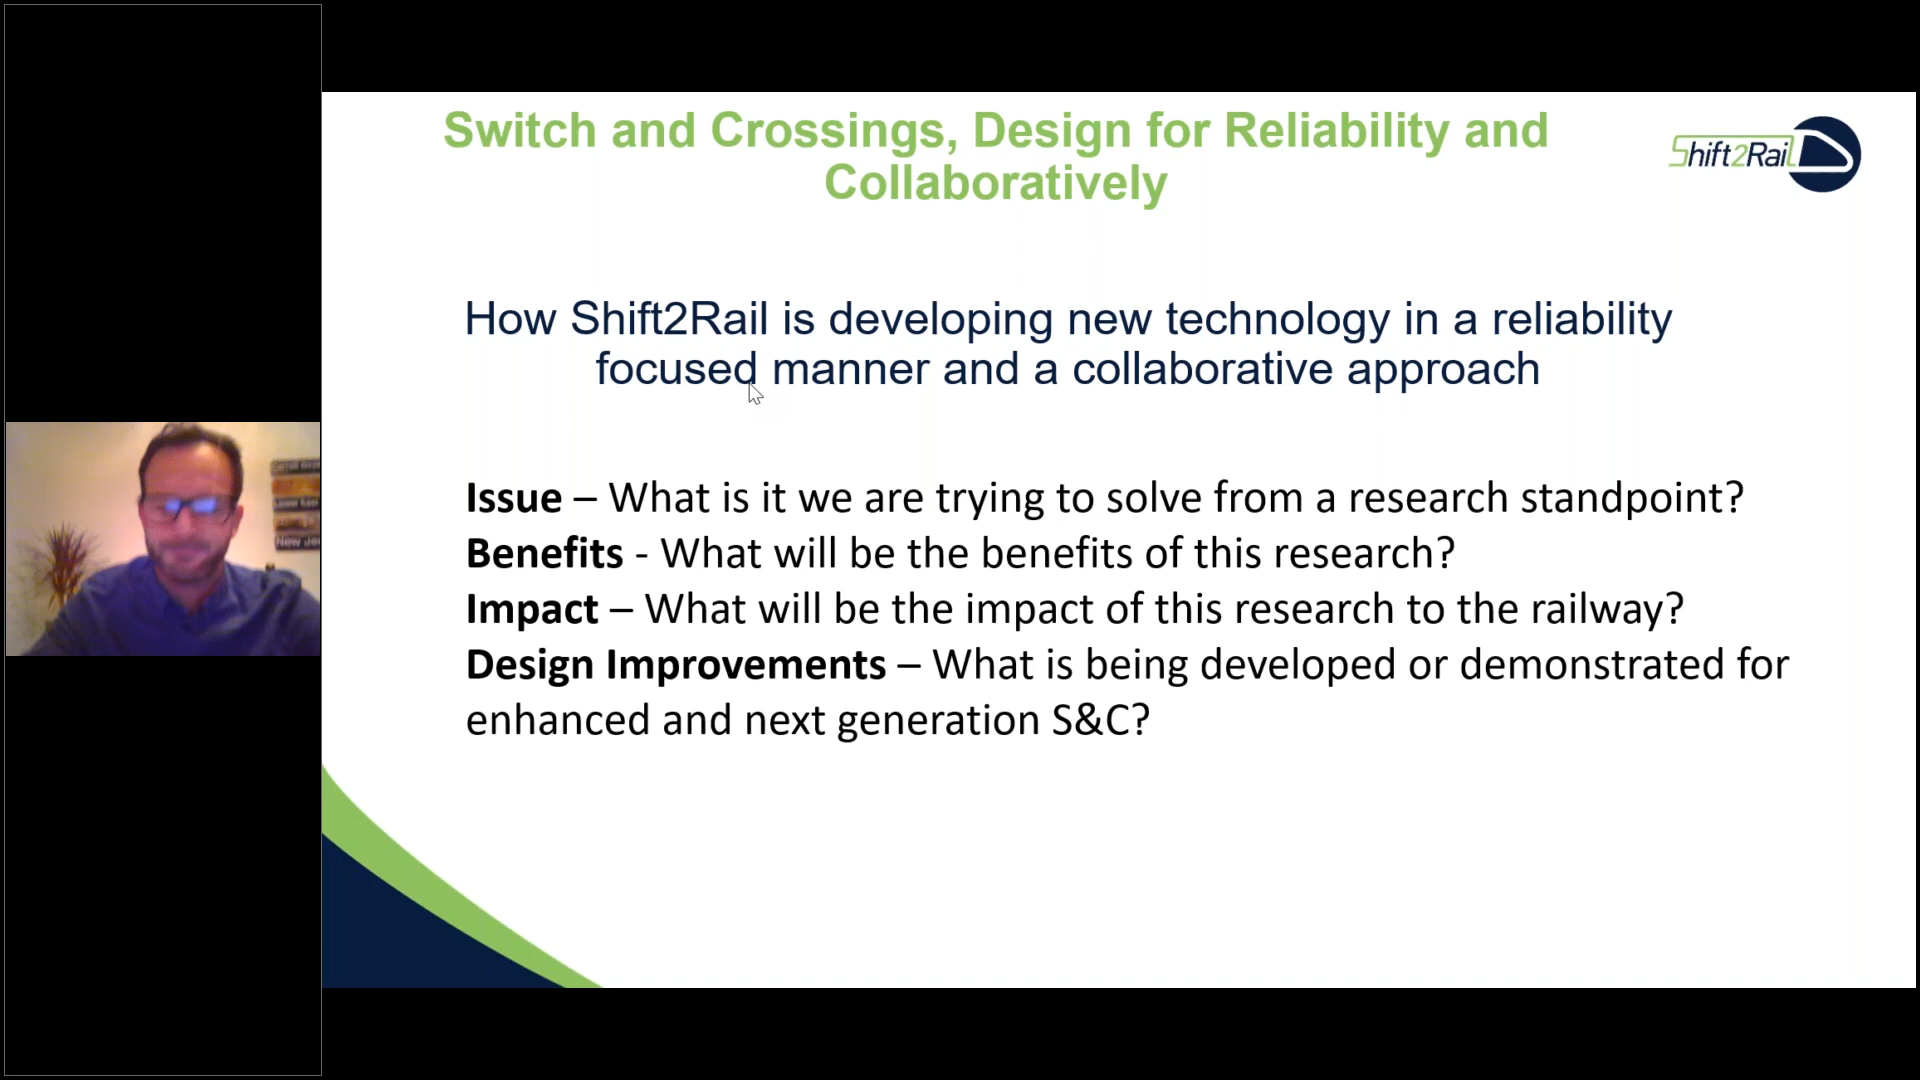 Switch and Crossings, Design for Reliability and
Collaboratively
Shift2Rail
How Shift2Rail is developing new technology in a reliability
focused manner and a collaborative approach
Issue – What is it we are trying to solve from a research standpoint?
Benefits - What will be the benefits of this research?
Impact – What will be the impact of this research to the railway?
Design Improvements – What is being developed or demonstrated for
enhanced and next generation S&C?